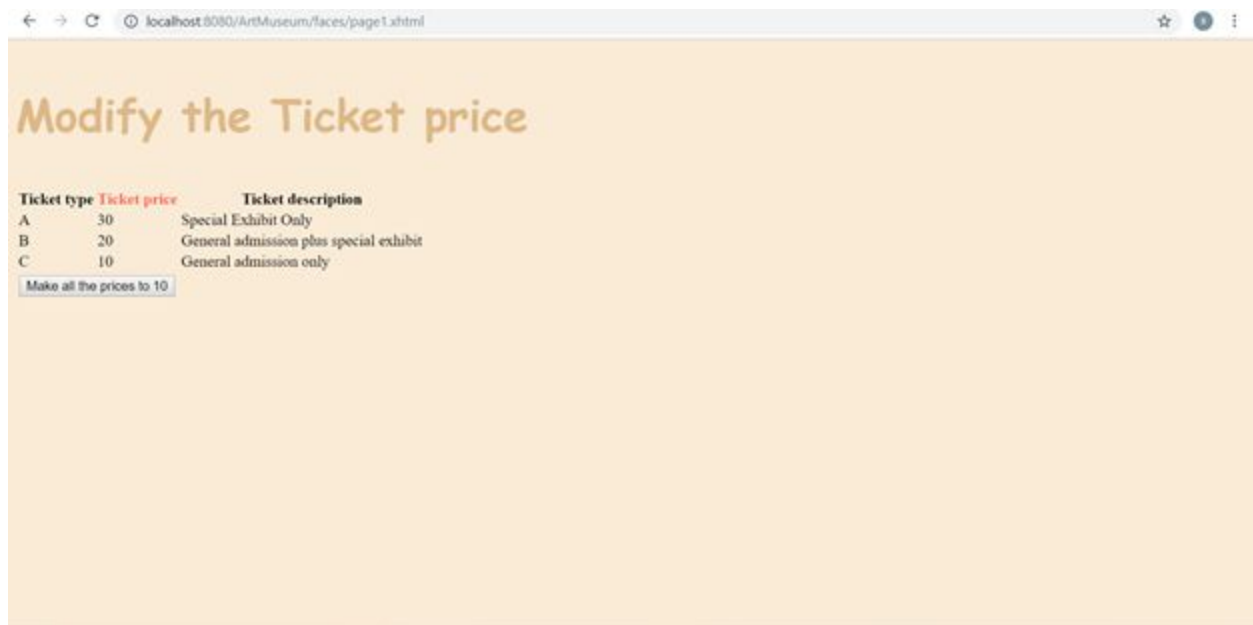 localhost:8080/ArtMuseum/faces/page1.xhtml
Modify the Ticket price
Ticket type Ticket price Ticket description
A 30 Special Exhibit Only
B 20 General admission plus special exhibit
C 10 General admission only
Make all the prices to 10